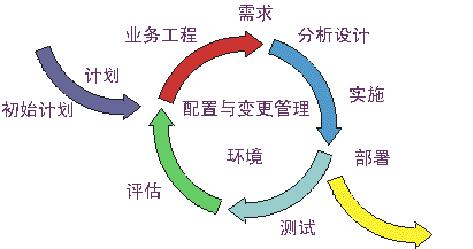 需求
业务工程
分析设计
计划
初始计划
实施
配置与变更管理
环境
部署
评估
测试